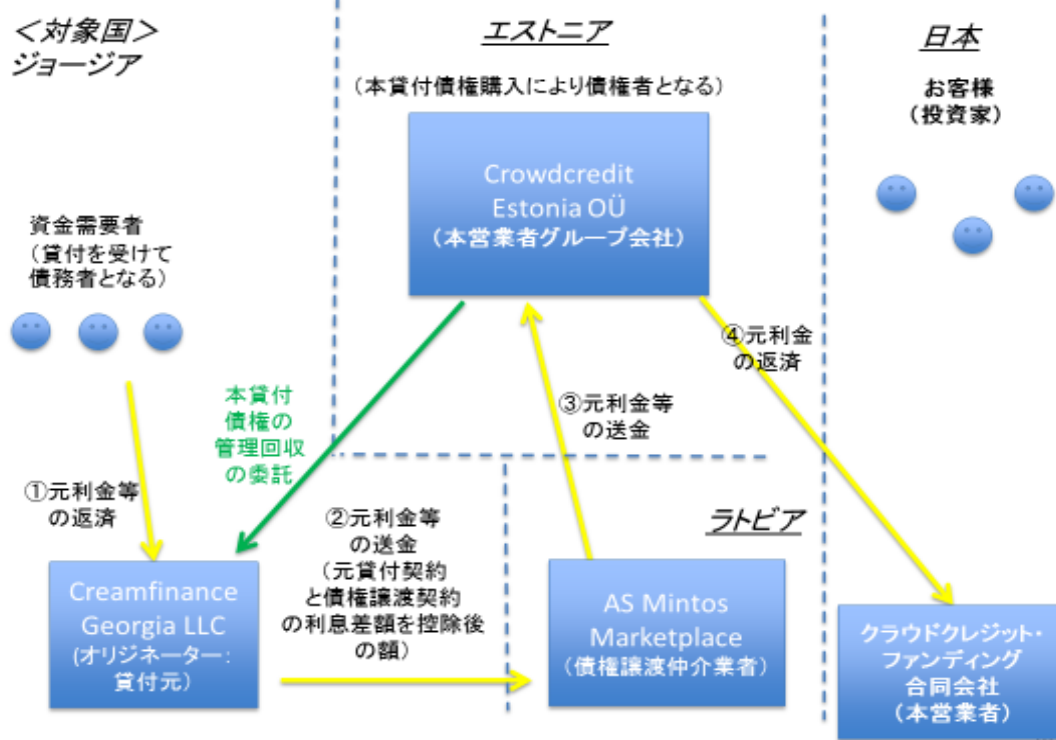 ＜対象国＞
ジョージア
エストニア
日本
（本貸付債権購入により債権者となる）
お客様
（投資家）
Crowdcredit
Estonia OÜ
（本営業者グループ会社）
資金需要者
（貸付を受けて
債務者となる）
④元利金
の返済
本貸付
債権の
管理回収
の委託
③元利金等
の送金
①元利金等
の返済
②元利金等
の送金
（元貸付契約
と債権譲渡契約
の利息差額を控除後
の額）
ラトビア
Creamfinance
Georgia LLC
(オリジネーター：
貸付元）
AS Mintos
Marketplace
（債権譲渡仲介業者）
クラウドクレジット・
ファンディング
合同会社
（本営業者）